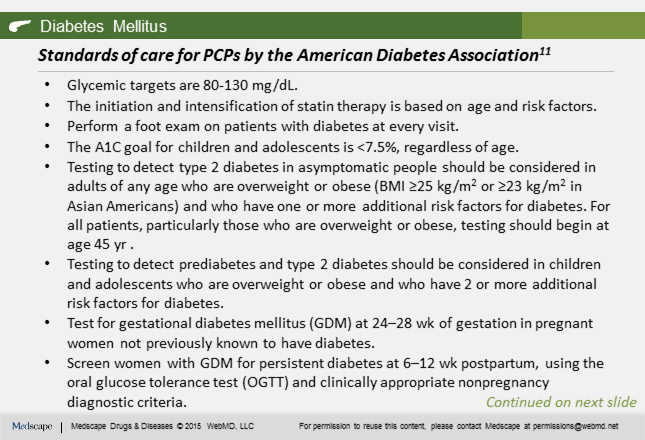 Diabetes Mellitus
Standards of care for PCPs by the American Diabetes Association11
• Glycemic targets are 80-130 mg/dL.
• The initiation and intensification of statin therapy is based on age and risk factors.
• Perform a foot exam on patients with diabetes at every visit.
• The A1C goal for children and adolescents is <7.5%, regardless of age.
• Testing to detect type 2 diabetes in asymptomatic people should be considered in
adults of any age who are overweight or obese (BMI ≥25 kg/m2 or ≥23 kg/m2 in
Asian Americans) and who have one or more additional risk factors for diabetes. For
all patients, particularly those who are overweight or obese, testing should begin at
age 45 yr .
• Testing to detect prediabetes and type 2 diabetes should be considered in children
and adolescents who are overweight or obese and who have 2 or more additional
risk factors for diabetes.
• Test for gestational diabetes mellitus (GDM) at 24–28 wk of gestation in pregnant
women not previously known to have diabetes.
• Screen women with GDM for persistent diabetes at 6–12 wk postpartum, using the
oral glucose tolerance test (OGTT) and clinically appropriate nonpregnancy
diagnostic criteria.
Continued on next slide
Medscape | Medscape Drugs & Diseases © 2015 WebMD, LLC For permission to reuse this content, please contact Medscape at permissions@webmd.net